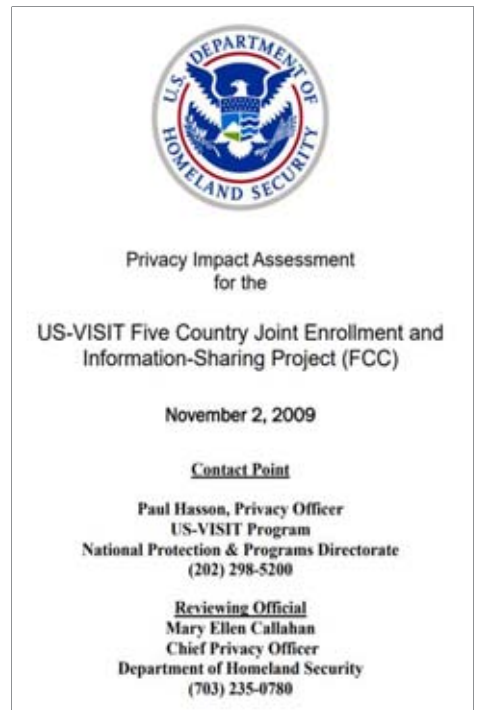 U.S. DEPARTMENT OF
HOMELAND SECURITY
Privacy Impact Assessment
for the
US-VISIT Five Country Joint Enrollment and
Information-Sharing Project (FCC)
November 2, 2009
Contact Point
Paul Hasson, Privacy Officer
US-VISIT Program
National Protection & Programs Directorate
(202) 298-5200
Reviewing Official
Mary Ellen Callahan
Chief Privacy Officer
Department of Homeland Security
(703) 235-0780